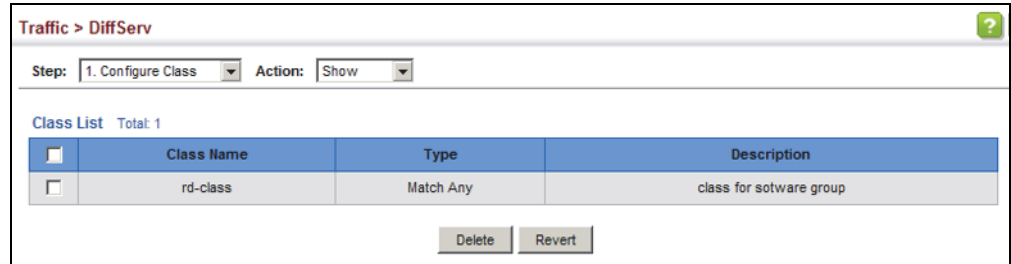 Traffic > DiffServ
?
Step: 1. Configure Class Action: Show
Class List Total: 1
Class Name Type Description
rd-class Match Any class for sotware group
Delete Revert